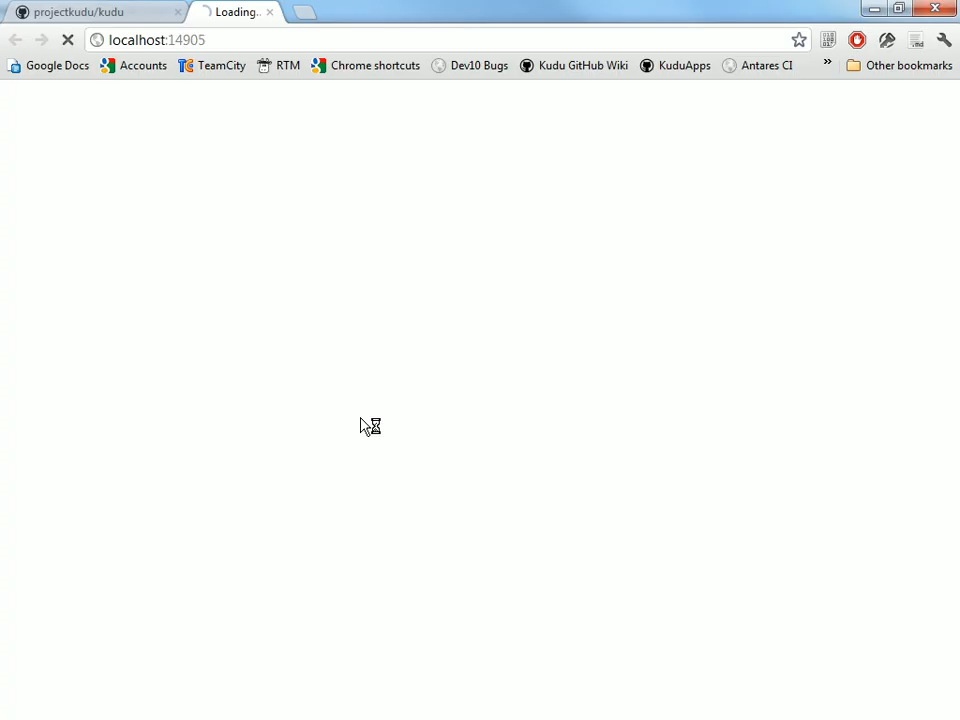 projectkudu/kudu Loading..
localhost:14905
Google Docs Accounts TeamCity RTM Chrome shortcuts Dev10 Bugs Kudu GitHub Wiki KuduApps Antares CI » Other bookmarks